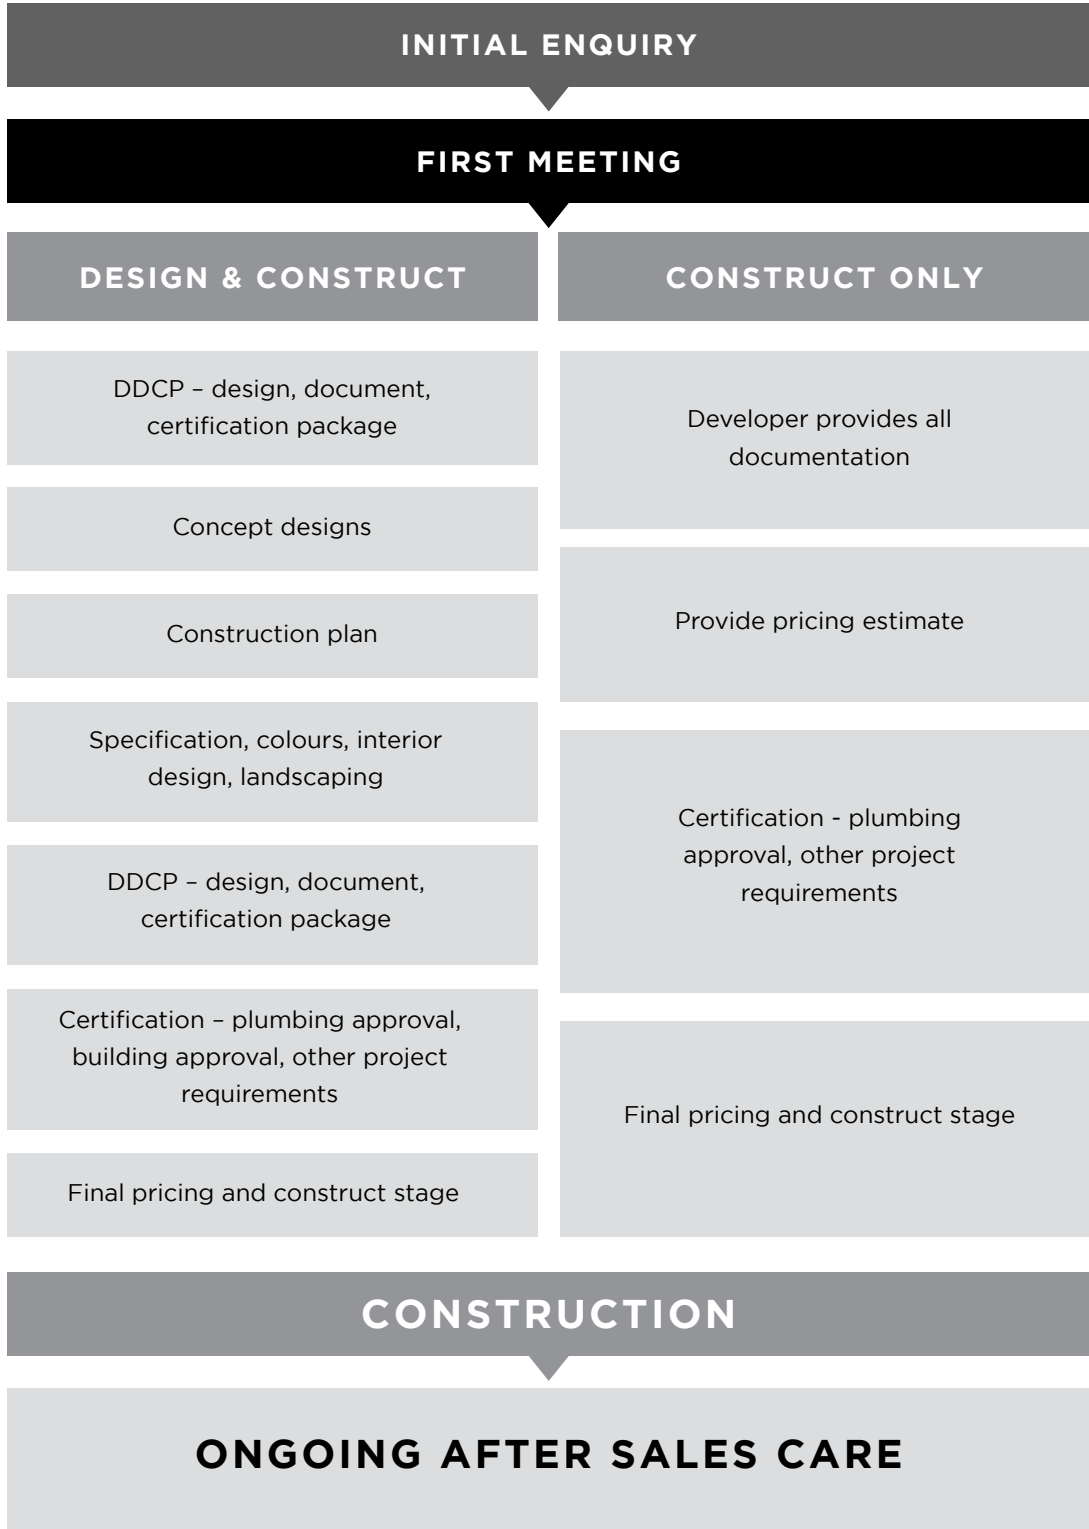 INITIAL ENQUIRY
FIRST MEETING
DESIGN & CONSTRUCT
DDCP – design, document,
certification package
Concept designs
Construction plan
Specification, colours, interior
design, landscaping
DDCP – design, document,
certification package
Certification – plumbing approval,
building approval, other project
requirements
Final pricing and construct stage
CONSTRUCT ONLY
Developer provides all
documentation
Provide pricing estimate
Certification - plumbing
approval, other project
requirements
Final pricing and construct stage
CONSTRUCTION
ONGOING AFTER SALES CARE